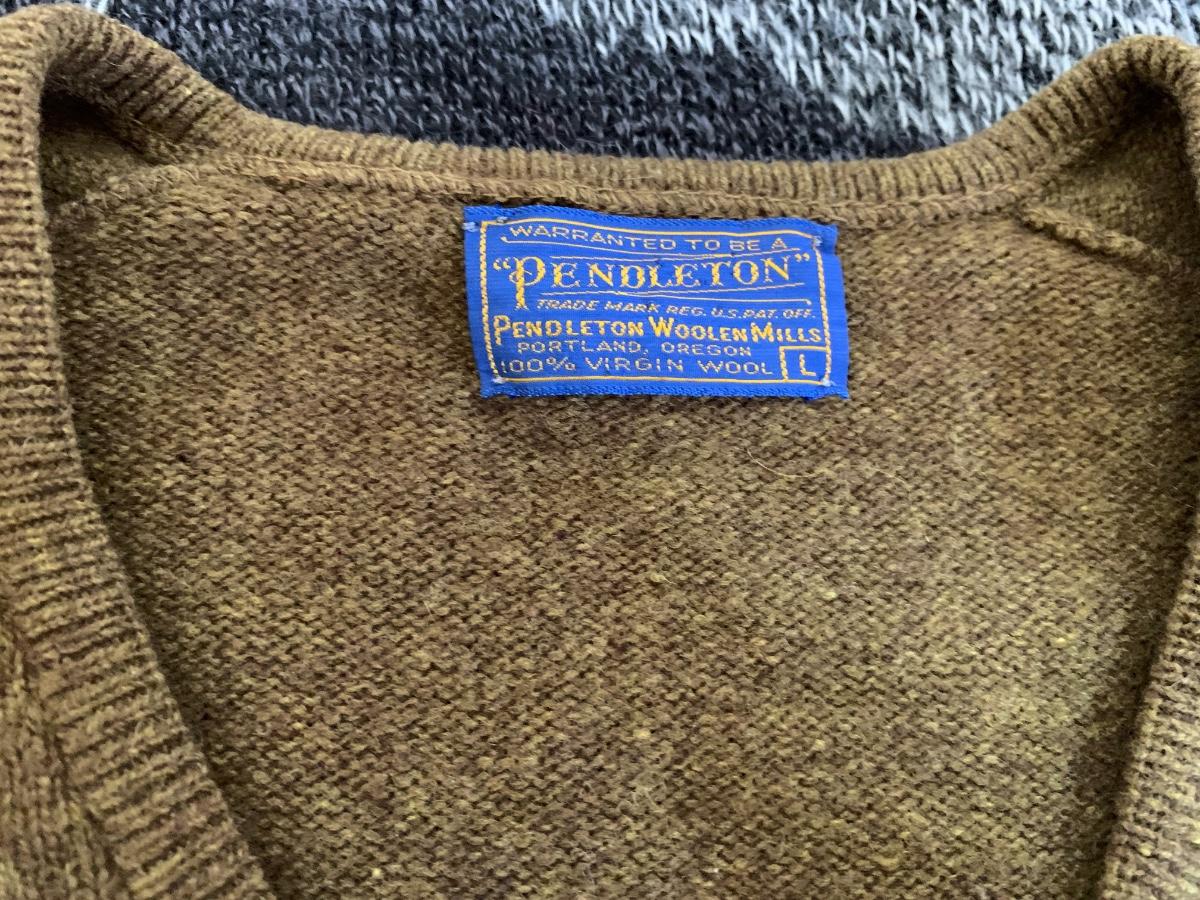 WARRANTED TO BE A
"PENDLETON"
TRADE MARK REG. U.S. PAT. OFF.
PENDLETON WOOLEN MILLS
PORTLAND, OREGON
100% VIRGIN WOOL L